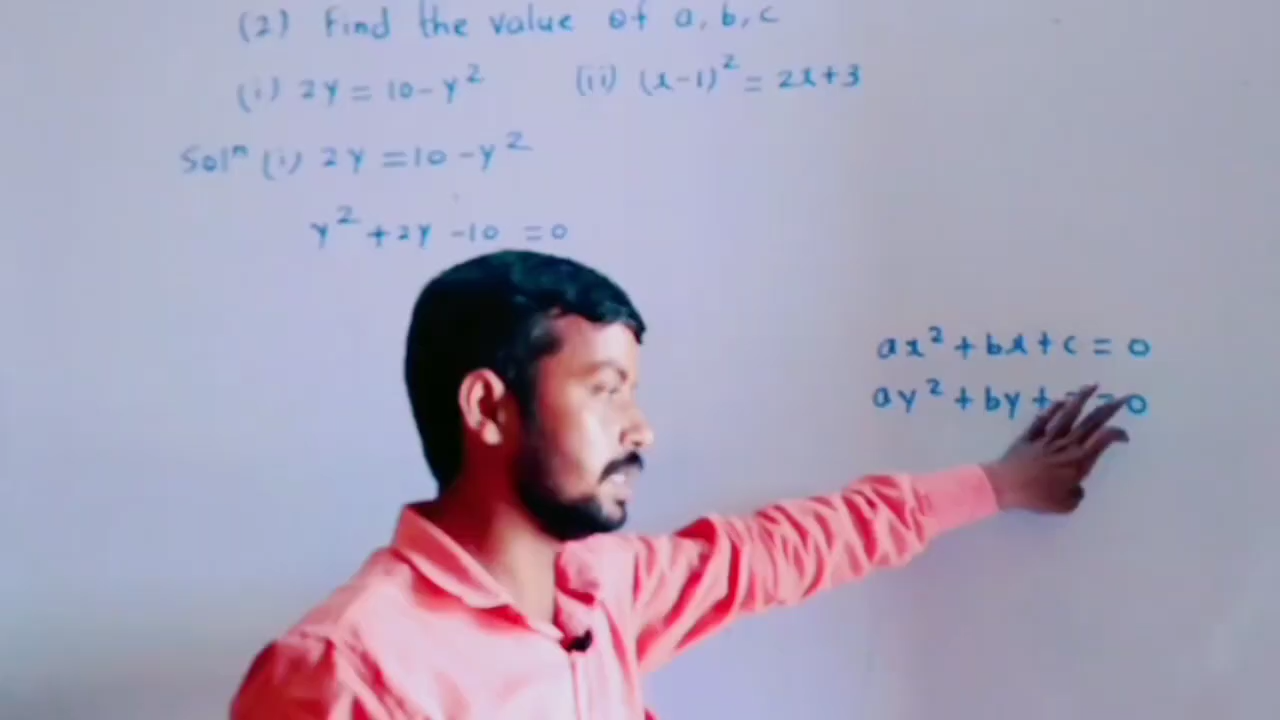 (2) Find the value of a, b, c
(i) 2y = 10 - y² (ii) (x-1)² = 2x+3
Solⁿ (i) 2y = 10 - y²
y² + 2y - 10 = 0
ax² + bx + c = 0
ay² + by + = 0